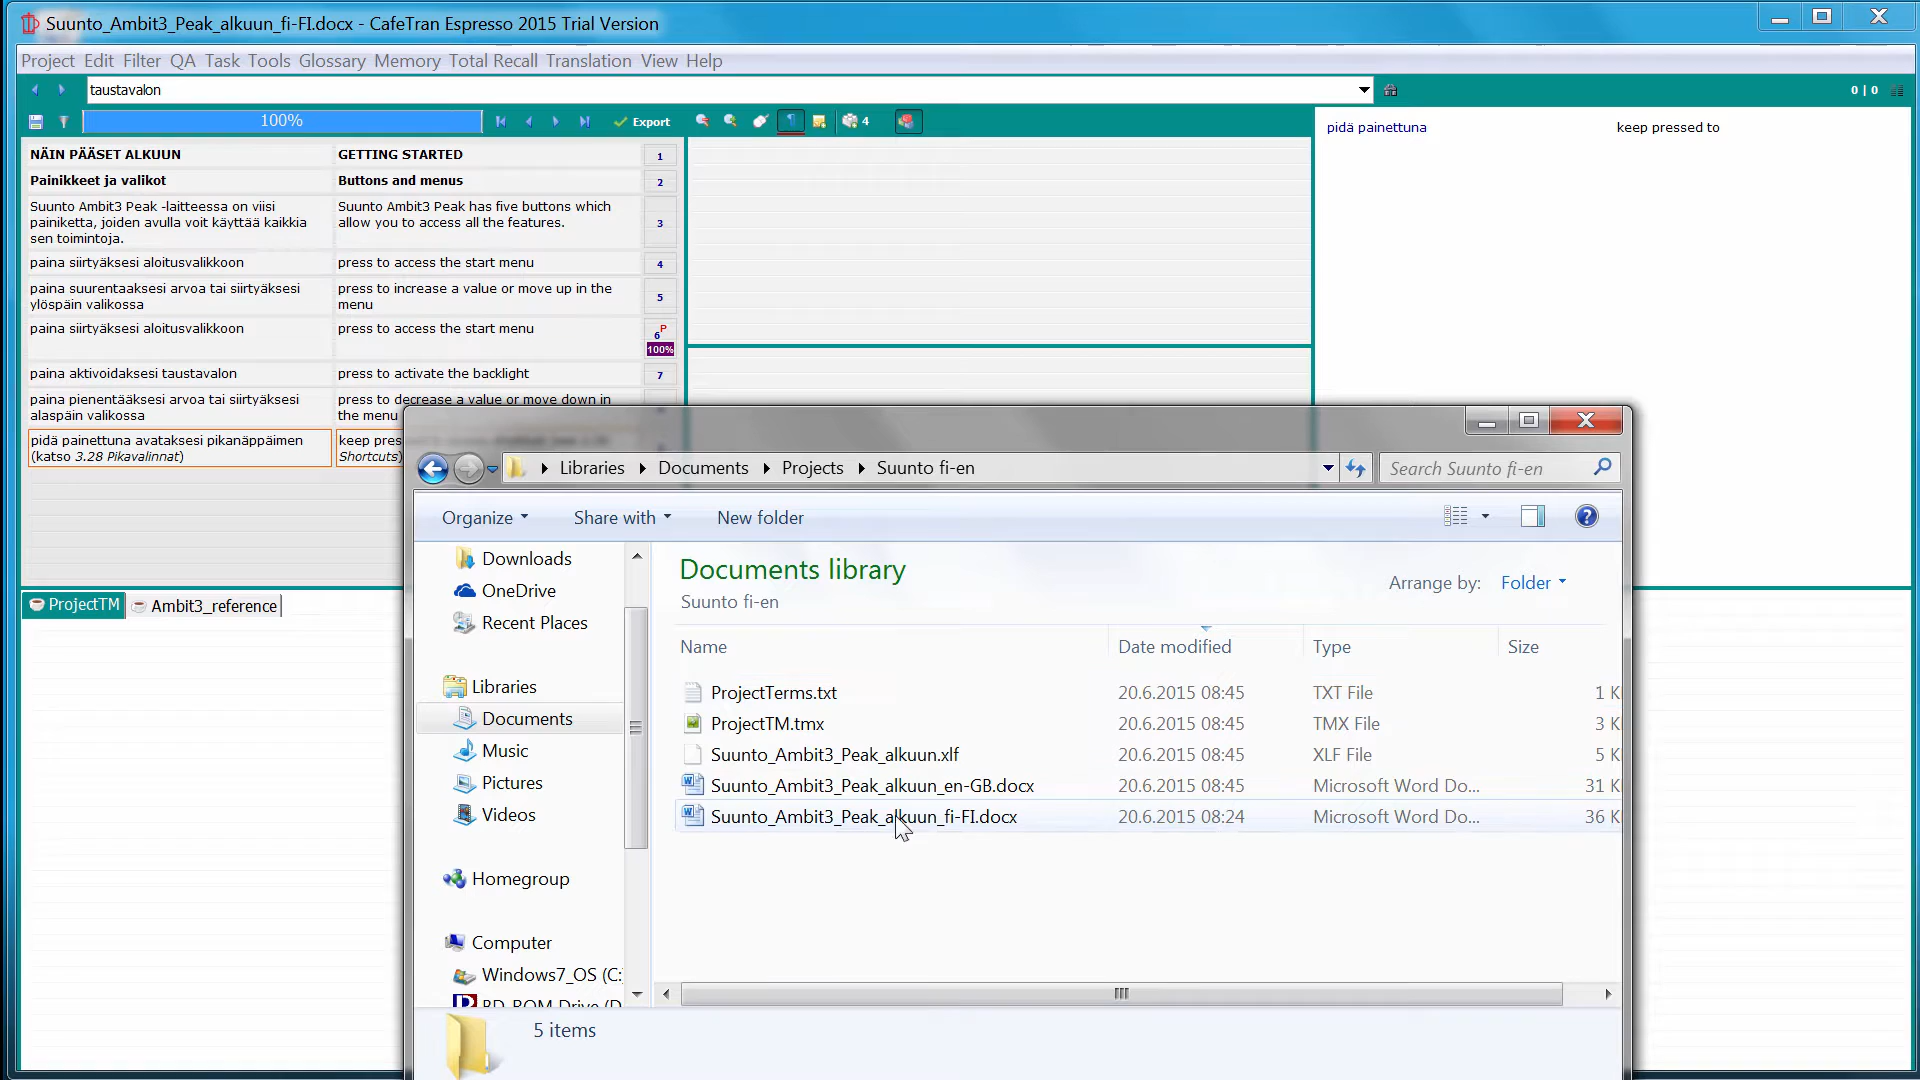 Suunto_Ambit3_Peak_alkuun_fi-FI.docx - CafeTran Espresso 2015 Trial Version
Project Edit Filter QA Task Tools Glossary Memory Total Recall Translation View Help
taustavalon
0 | 0
100%
Export
4
NÄIN PÄÄSET ALKUUN
GETTING STARTED
1
Painikkeet ja valikot
Buttons and menus
2
Suunto Ambit3 Peak -laitteessa on viisi
painiketta, joiden avulla voit käyttää kaikkia
sen toimintoja.
Suunto Ambit3 Peak has five buttons which
allow you to access all the features.
3
paina siirtyäksesi aloitusvalikkoon
press to access the start menu
4
paina suurentaaksesi arvoa tai siirtyäksesi
ylöspäin valikossa
press to increase a value or move up in the
menu
5
paina siirtyäksesi aloitusvalikkoon
press to access the start menu
6 P
100%
paina aktivoidaksesi taustavalon
press to activate the backlight
7
paina pienentääksesi arvoa tai siirtyäksesi
alaspäin valikossa
press to decrease a value or move down in
the menu
pidä painettuna avataksesi pikanäppäimen
(katso 3.28 Pikavalinnat)
keep pres
Shortcuts)
pidä painettuna
keep pressed to
ProjectTM
Ambit3_reference
Libraries Documents Projects Suunto fi-en
Search Suunto fi-en
Organize
Share with
New folder
Downloads
OneDrive
Recent Places
Libraries
Documents
Music
Pictures
Videos
Homegroup
Computer
Windows7_OS (C:
BD-ROM Drive (D
Documents library
Suunto fi-en
Arrange by: Folder
Name Date modified Type Size
ProjectTerms.txt 20.6.2015 08:45 TXT File 1 K
ProjectTM.tmx 20.6.2015 08:45 TMX File 3 K
Suunto_Ambit3_Peak_alkuun.xlf 20.6.2015 08:45 XLF File 5 K
Suunto_Ambit3_Peak_alkuun_en-GB.docx 20.6.2015 08:45 Microsoft Word Do... 31 K
Suunto_Ambit3_Peak_alkuun_fi-FI.docx 20.6.2015 08:24 Microsoft Word Do... 36 K
5 items